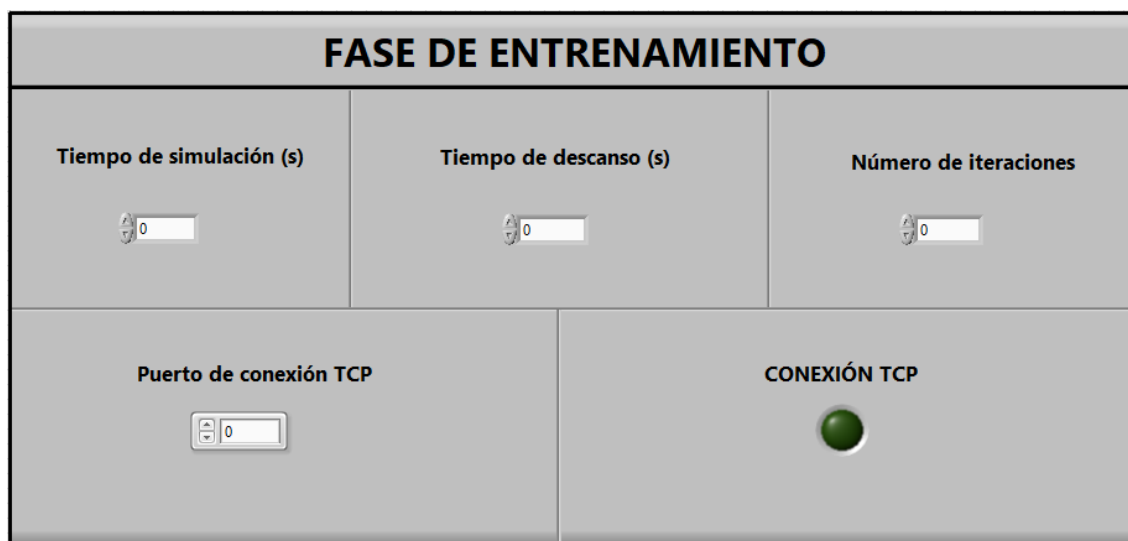 FASE DE ENTRENAMIENTO
Tiempo de simulación (s)
Tiempo de descanso (s)
Número de iteraciones
0
0
0
Puerto de conexión TCP
CONEXIÓN TCP
0